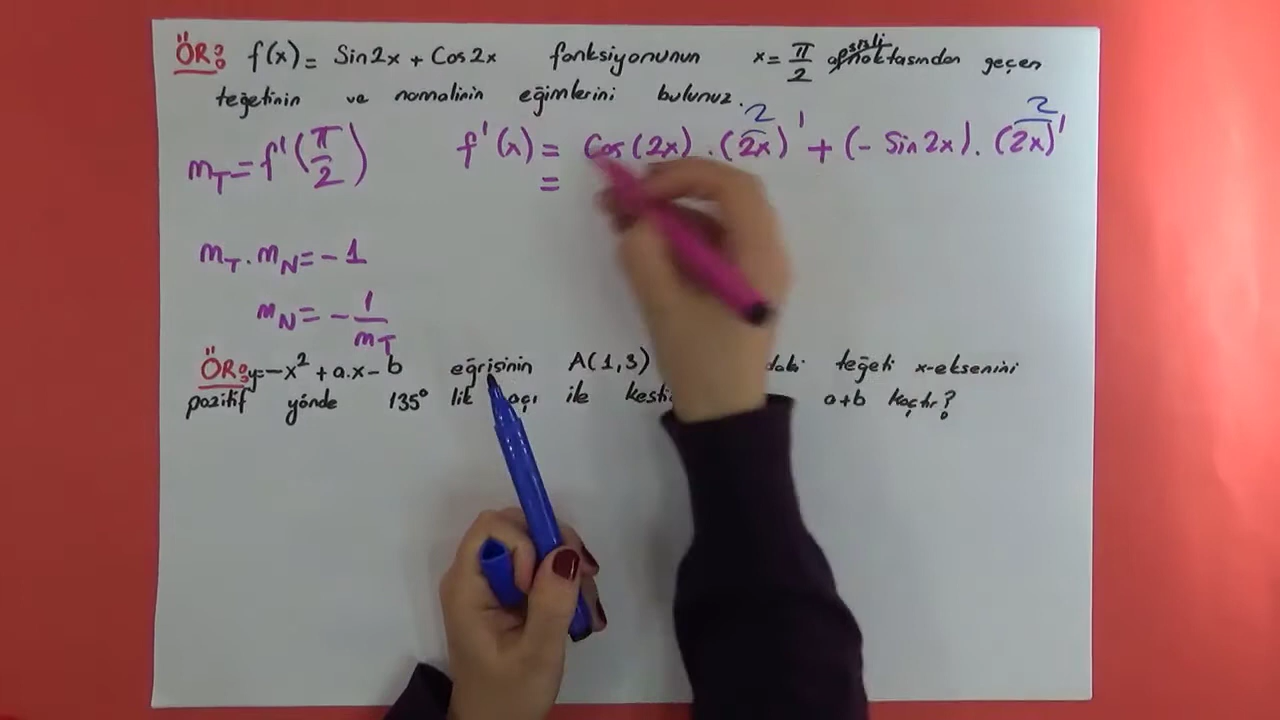 ÖR: f(x) = Sin2x + Cos2x fonksiyonunun x = π/2 apsisli noktasından geçen
teğetinin ve normalinin eğimlerini bulunuz.
m_T = f'(π/2)
f'(x) = Cos(2x) . (2x)' + (- Sin2x) . (2x)'
2 2
=
m_T . m_N = -1
m_N = - 1/m_T
ÖR: y=-x² + a.x - b eğrisinin A(1,3) teğeti x-eksenini
pozitif yönde 135° lik açı ile a+b kaçtır?